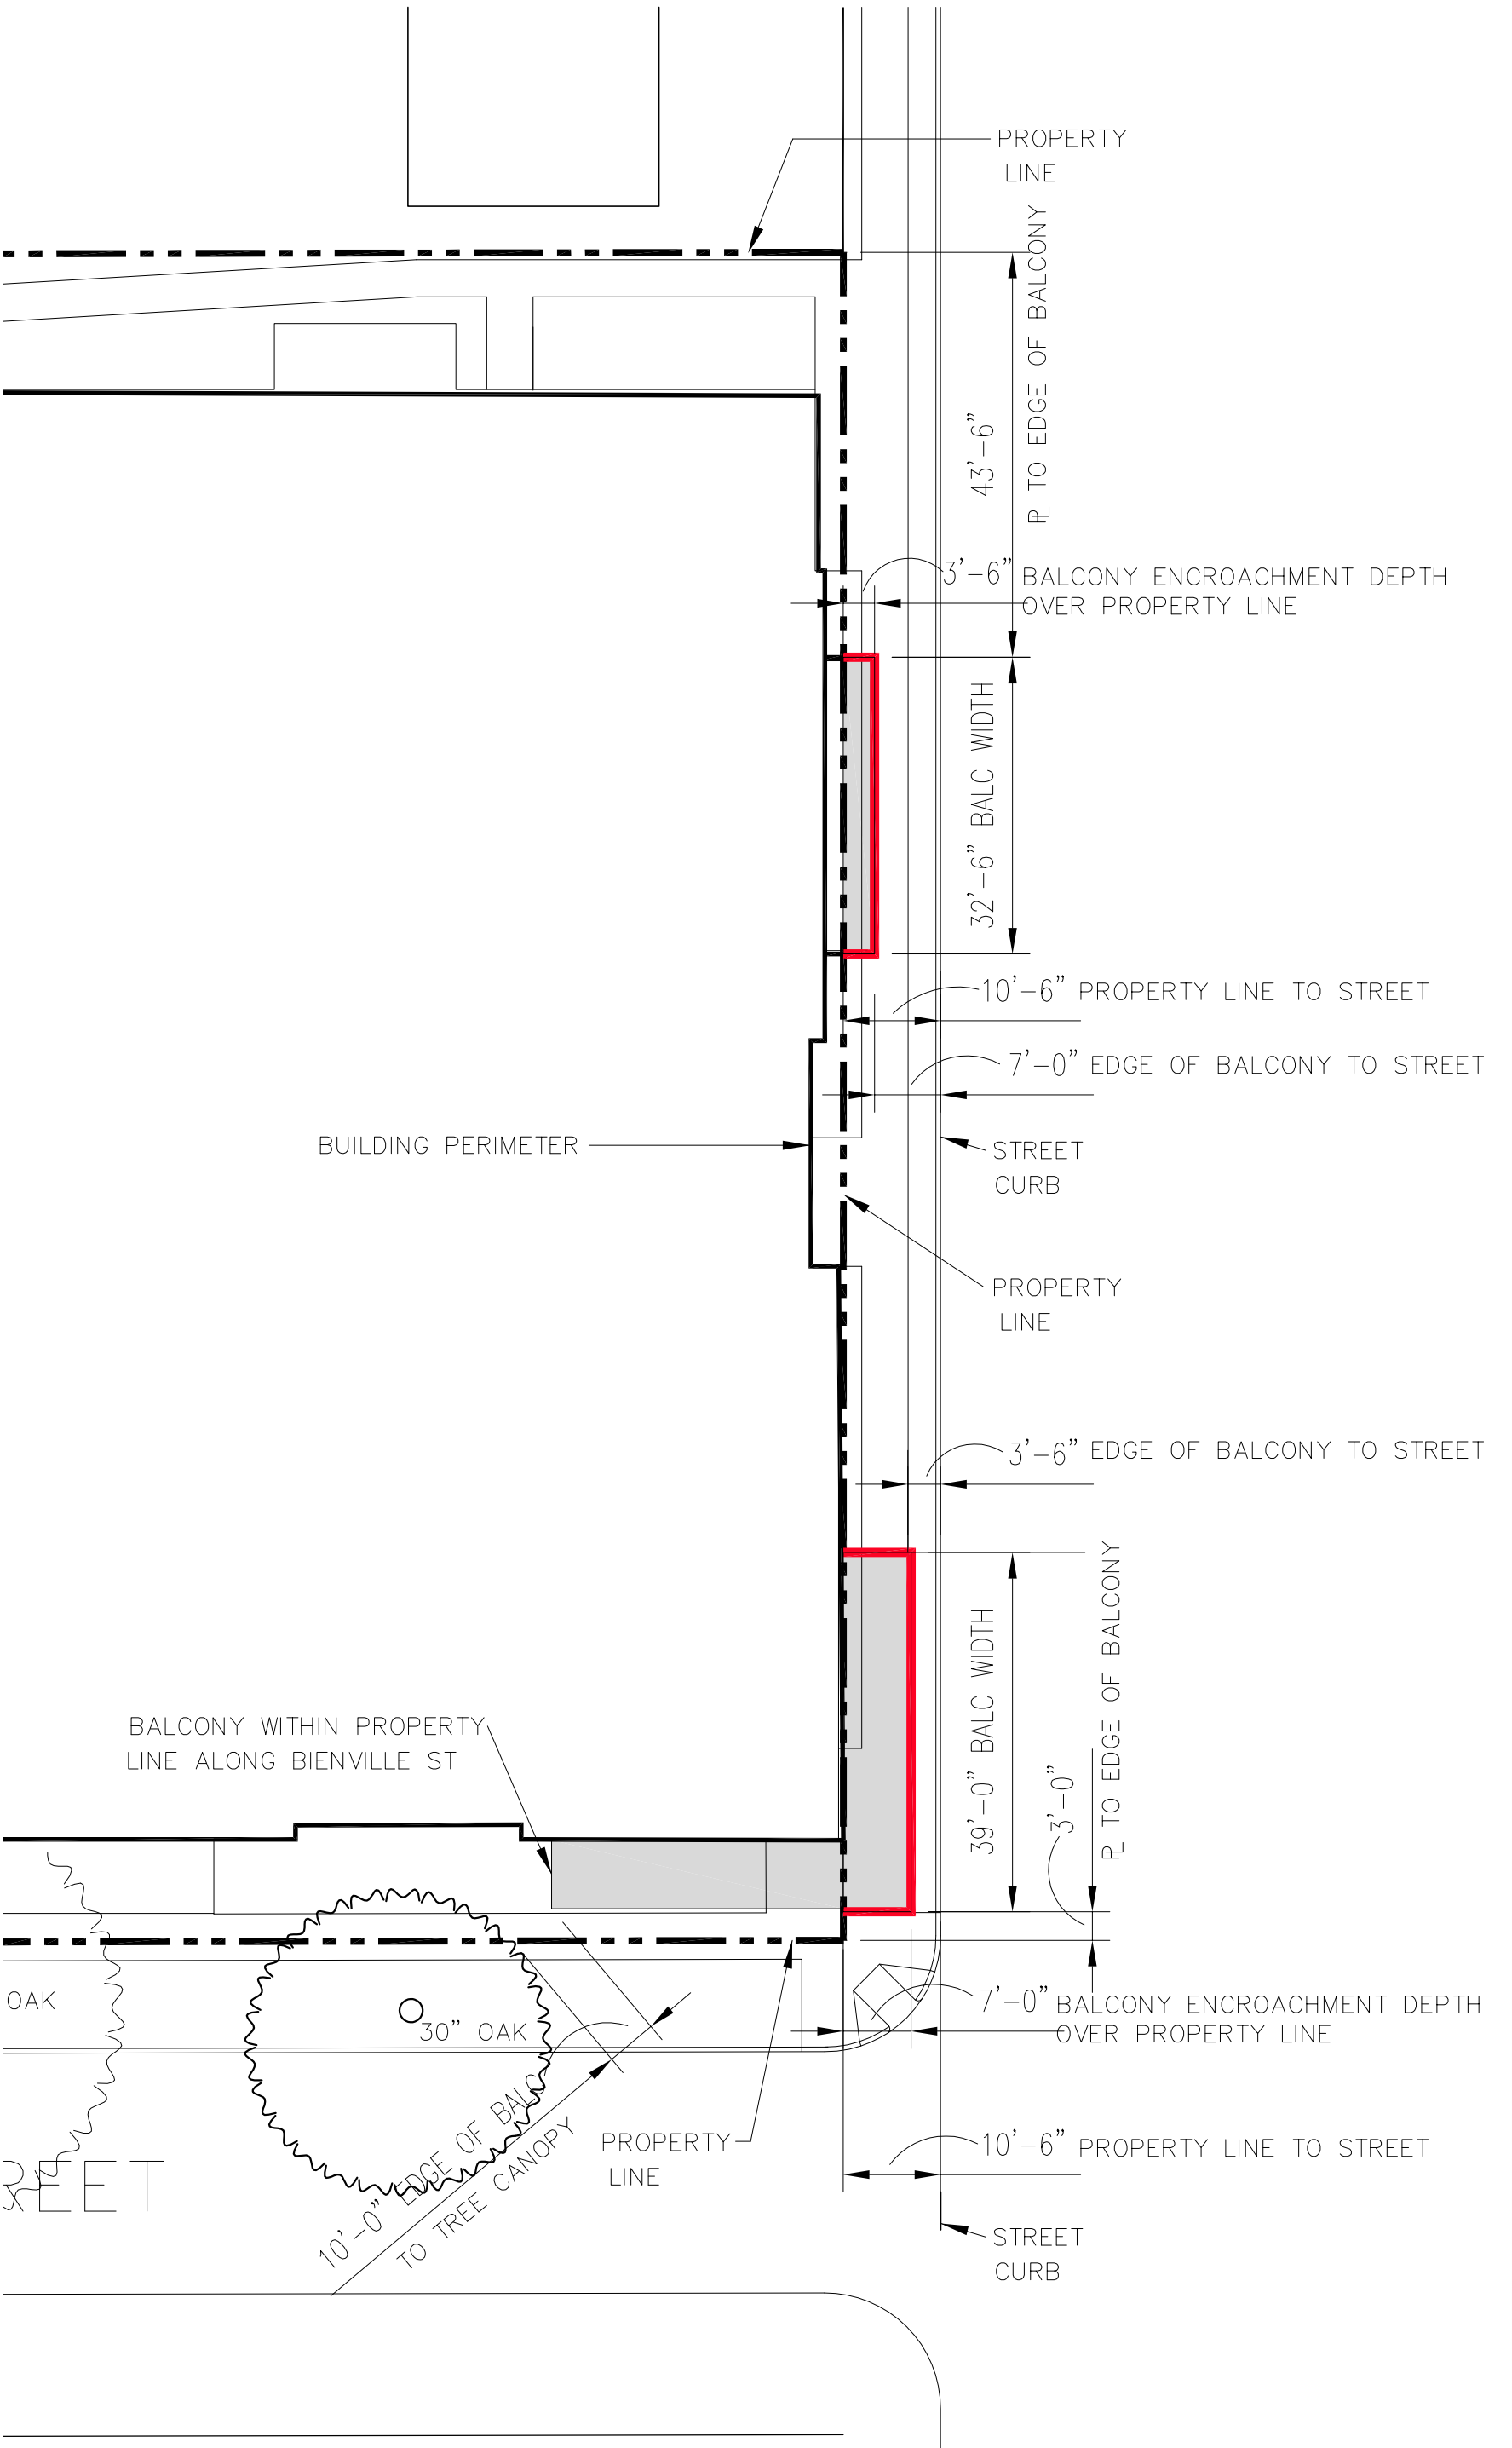 PROPERTY
LINE
43'-6"
℄ TO EDGE OF BALCONY
3'-6" BALCONY ENCROACHMENT DEPTH
OVER PROPERTY LINE
32'-6" BALC WIDTH
10'-6" PROPERTY LINE TO STREET
7'-0" EDGE OF BALCONY TO STREET
BUILDING PERIMETER
STREET
CURB
PROPERTY
LINE
3'-6" EDGE OF BALCONY TO STREET
39'-0" BALC WIDTH
3'-0"
℄ TO EDGE OF BALCONY
BALCONY WITHIN PROPERTY
LINE ALONG BIENVILLE ST
OAK
30" OAK
7'-0" BALCONY ENCROACHMENT DEPTH
OVER PROPERTY LINE
10'-0" EDGE OF BALC
TO TREE CANOPY
PROPERTY
LINE
10'-6" PROPERTY LINE TO STREET
REET
STREET
CURB